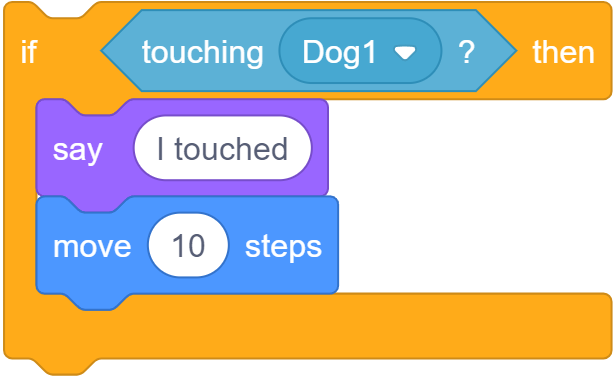 if touching Dog1 ? then
say I touched
move 10 steps